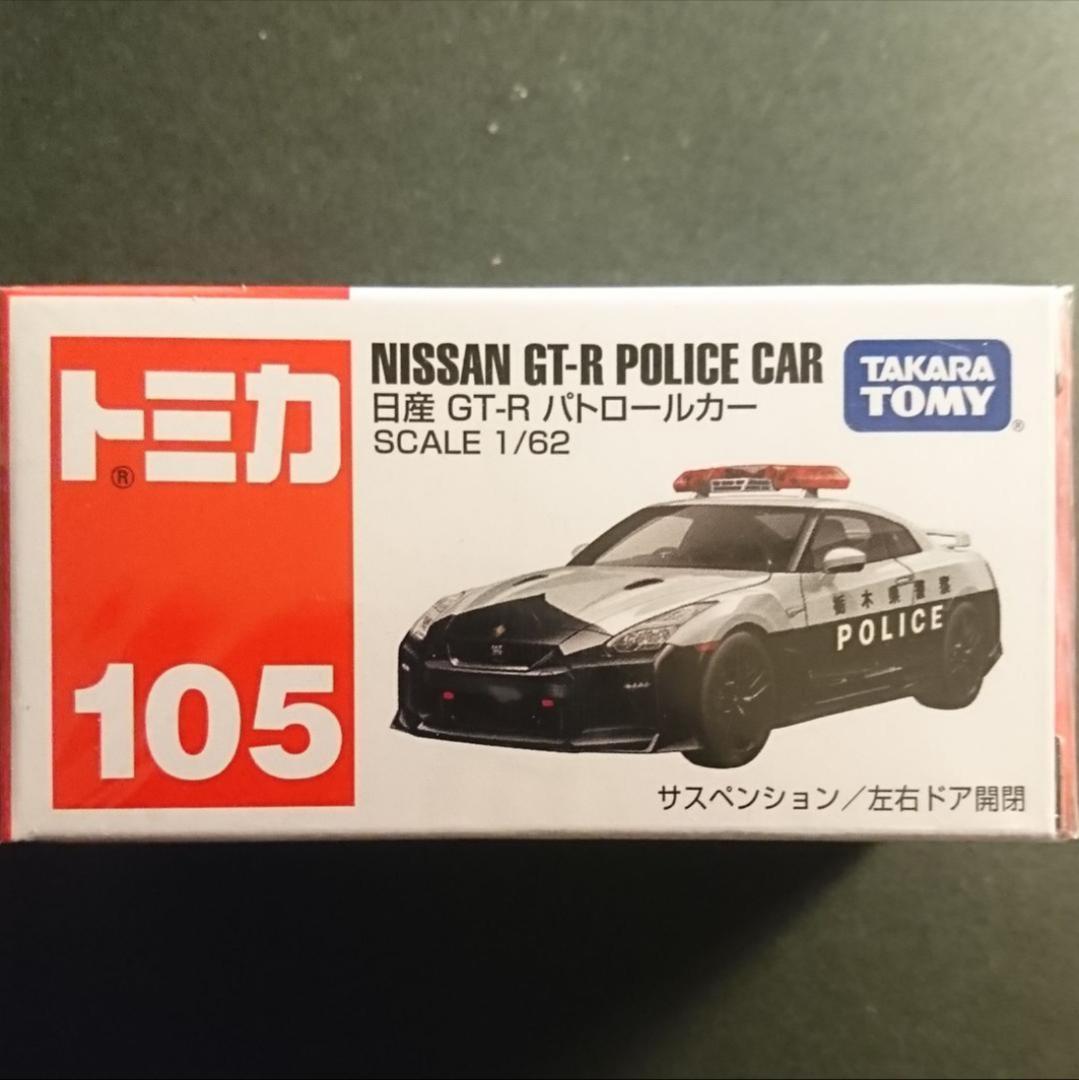 トミカ
®
105
NISSAN GT-R POLICE CAR
日産 GT-R パトロールカー
SCALE 1/62
TAKARA
TOMY
®
栃木県警察
POLICE
サスペンション/左右ドア開閉